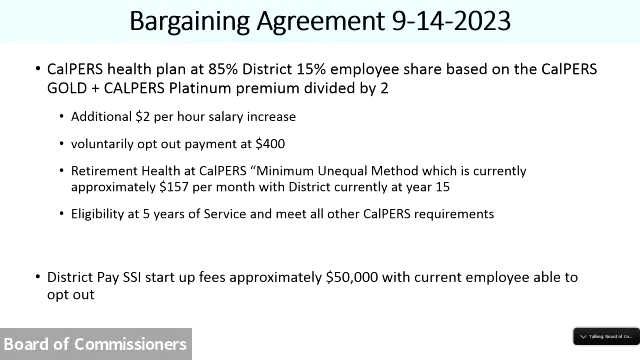 Bargaining Agreement 9-14-2023
• CalPERS health plan at 85% District 15% employee share based on the CalPERS
GOLD + CALPERS Platinum premium divided by 2
• Additional $2 per hour salary increase
• voluntarily opt out payment at $400
• Retirement Health at CalPERS “Minimum Unequal Method which is currently
approximately $157 per month with District currently at year 15
• Eligibility at 5 years of Service and meet all other CalPERS requirements
• District Pay SSI start up fees approximately $50,000 with current employee able to
opt out
Board of Commissioners
Talking: Board of Co...